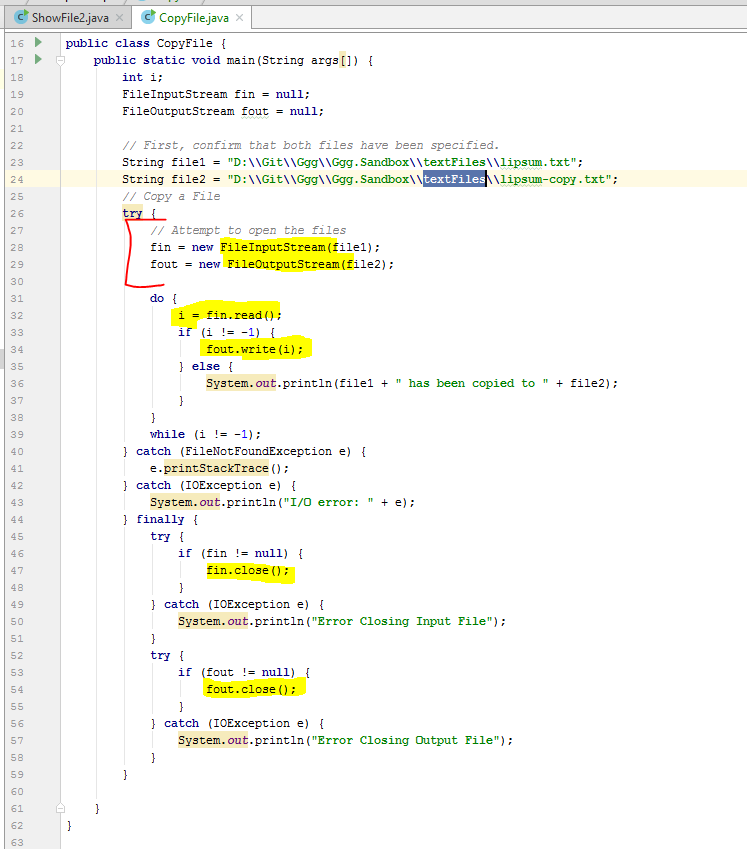 ShowFile2.java × CopyFile.java ×
16 public class CopyFile {
17 public static void main(String args[]) {
18 int i;
19 FileInputStream fin = null;
20 FileOutputStream fout = null;
21
22 // First, confirm that both files have been specified.
23 String file1 = "D:\\Git\\Ggg\\Ggg.Sandbox\\textFiles\\lipsum.txt";
24 String file2 = "D:\\Git\\Ggg\\Ggg.Sandbox\\textFiles\\lipsum-copy.txt";
25 // Copy a File
26 try {
27 // Attempt to open the files
28 fin = new FileInputStream(file1);
29 fout = new FileOutputStream(file2);
30
31 do {
32 i = fin.read();
33 if (i != -1) {
34 fout.write(i);
35 } else {
36 System.out.println(file1 + " has been copied to " + file2);
37 }
38 }
39 while (i != -1);
40 } catch (FileNotFoundException e) {
41 e.printStackTrace();
42 } catch (IOException e) {
43 System.out.println("I/O error: " + e);
44 } finally {
45 try {
46 if (fin != null) {
47 fin.close();
48 }
49 } catch (IOException e) {
50 System.out.println("Error Closing Input File");
51 }
52 try {
53 if (fout != null) {
54 fout.close();
55 }
56 } catch (IOException e) {
57 System.out.println("Error Closing Output File");
58 }
59 }
60
61 }
62 }
63